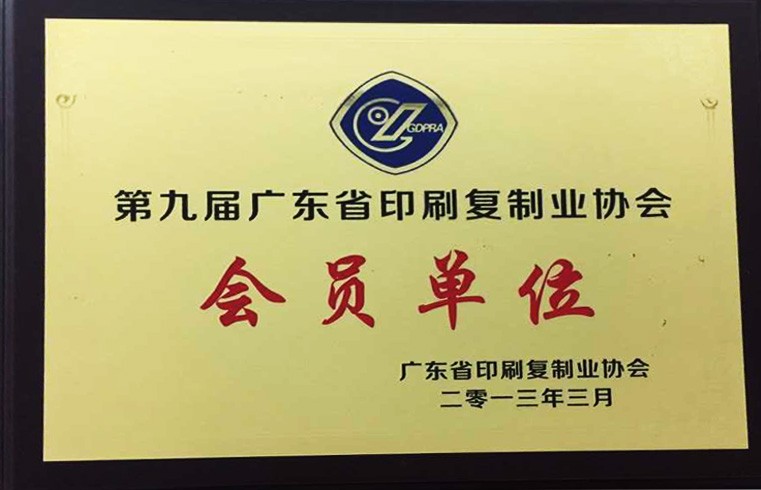 GDPRA
第九届广东省印刷复制业协会
会员单位
广东省印刷复制业协会
二零一三年三月